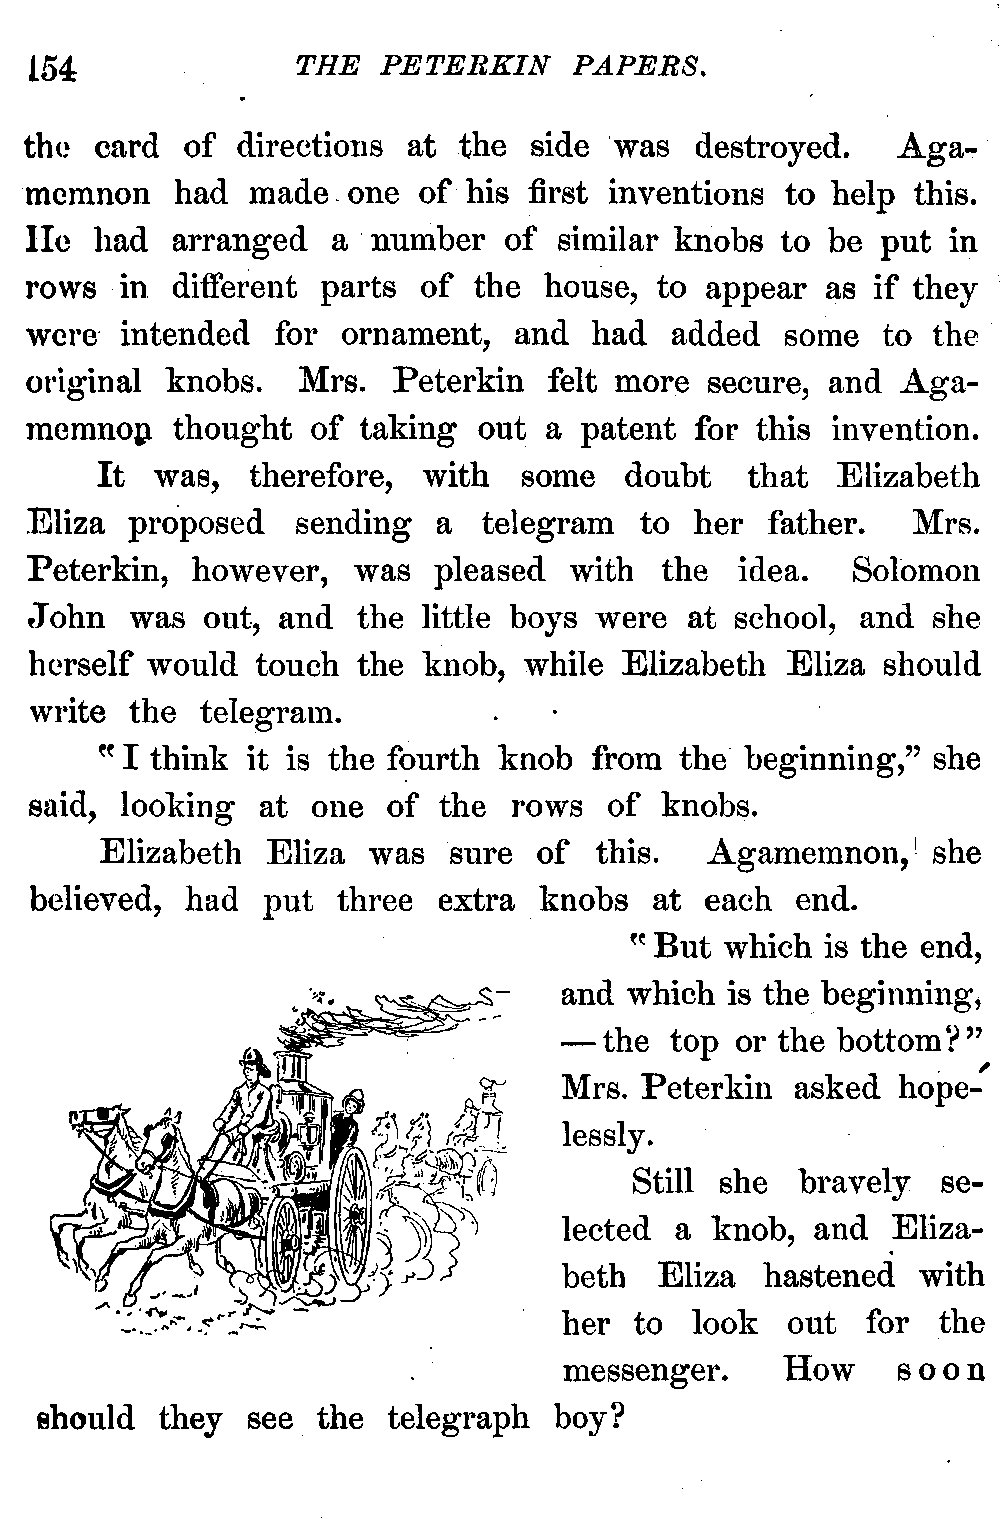 154 THE PETERKIN PAPERS.
the card of directions at the side was destroyed. Aga-
memnon had made one of his first inventions to help this.
He had arranged a number of similar knobs to be put in
rows in different parts of the house, to appear as if they
were intended for ornament, and had added some to the
original knobs. Mrs. Peterkin felt more secure, and Aga-
memnon thought of taking out a patent for this invention.
It was, therefore, with some doubt that Elizabeth
Eliza proposed sending a telegram to her father. Mrs.
Peterkin, however, was pleased with the idea. Solomon
John was out, and the little boys were at school, and she
herself would touch the knob, while Elizabeth Eliza should
write the telegram.
“I think it is the fourth knob from the beginning,” she
said, looking at one of the rows of knobs.
Elizabeth Eliza was sure of this. Agamemnon, she
believed, had put three extra knobs at each end.
“But which is the end,
and which is the beginning,
—the top or the bottom?”
Mrs. Peterkin asked hope-
lessly.
Still she bravely se-
lected a knob, and Eliza-
beth Eliza hastened with
her to look out for the
messenger. How soon
should they see the telegraph boy?